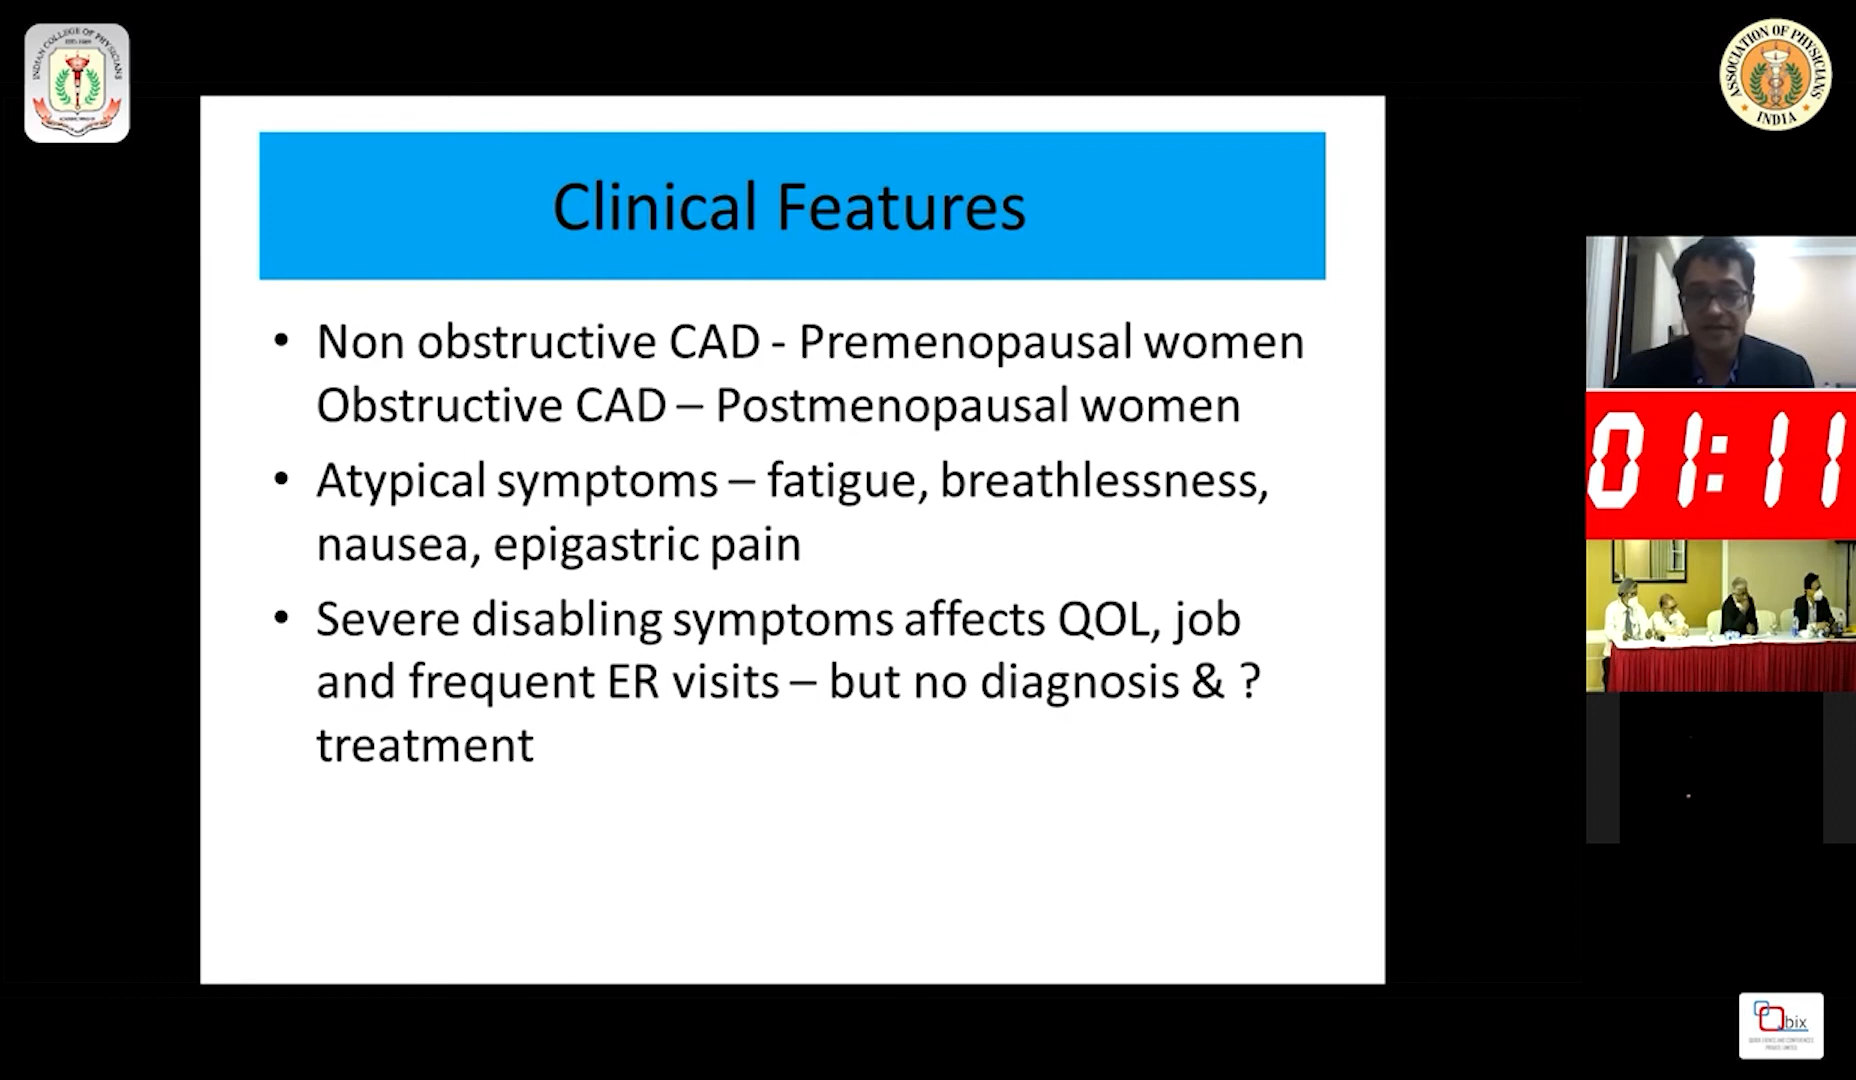 INDIAN COLLEGE OF PHYSICIANS
ASSOCIATION OF PHYSICIANS
INDIA
Clinical Features
• Non obstructive CAD - Premenopausal women
Obstructive CAD – Postmenopausal women
• Atypical symptoms – fatigue, breathlessness,
nausea, epigastric pain
• Severe disabling symptoms affects QOL, job
and frequent ER visits – but no diagnosis & ?
treatment
01:11
Qbix